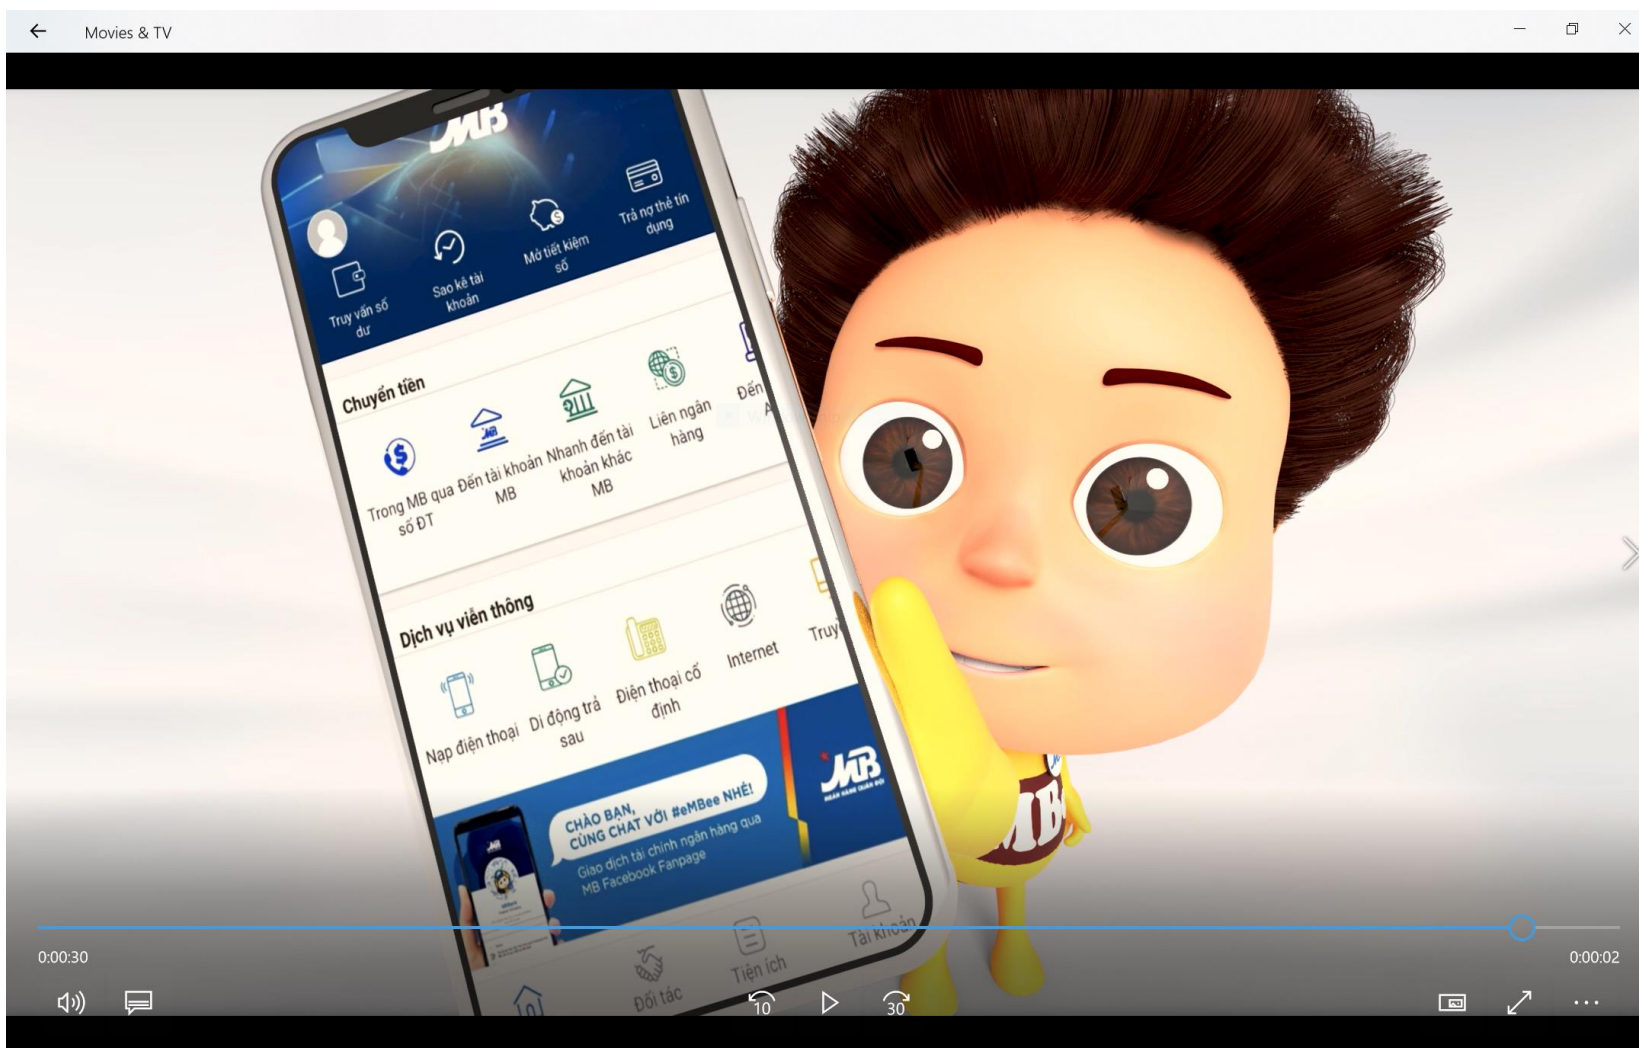 Movies & TV
MB
Truy vấn số
dư
Sao kê tài
khoản
Mở tiết kiệm
số
Trả nợ thẻ tín
dụng
Chuyển tiền
Trong MB qua
số ĐT
Đến tài khoản
MB
Nhanh đến tài
khoản khác
MB
Liên ngân
hàng
Đến
A
Dịch vụ viễn thông
Nạp điện thoại
Di động trả
sau
Điện thoại cố
định
Internet
Truy
CHÀO BẠN,
CÙNG CHAT VỚI #eMBee NHÉ!
Giao dịch tài chính ngân hàng qua
MB Facebook Fanpage
MB
NGÂN HÀNG QUÂN ĐỘI
Đối tác
Tiện ích
Tài khoản
MB
0:00:30
0:00:02
10
30